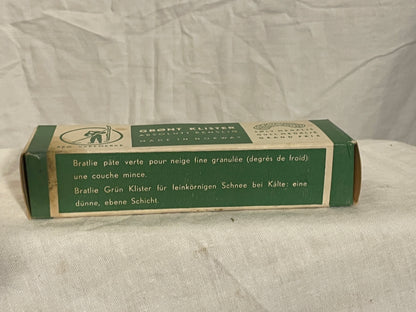 GRØNT KLISTER
MADE IN NORWAY
Bratlie pâte verte pour neige fine granulée (degrés de froid)
une couche mince.
Bratlie Grün Klister für feinkörnigen Schnee bei Kälte: eine
dünne, ebene Schicht.